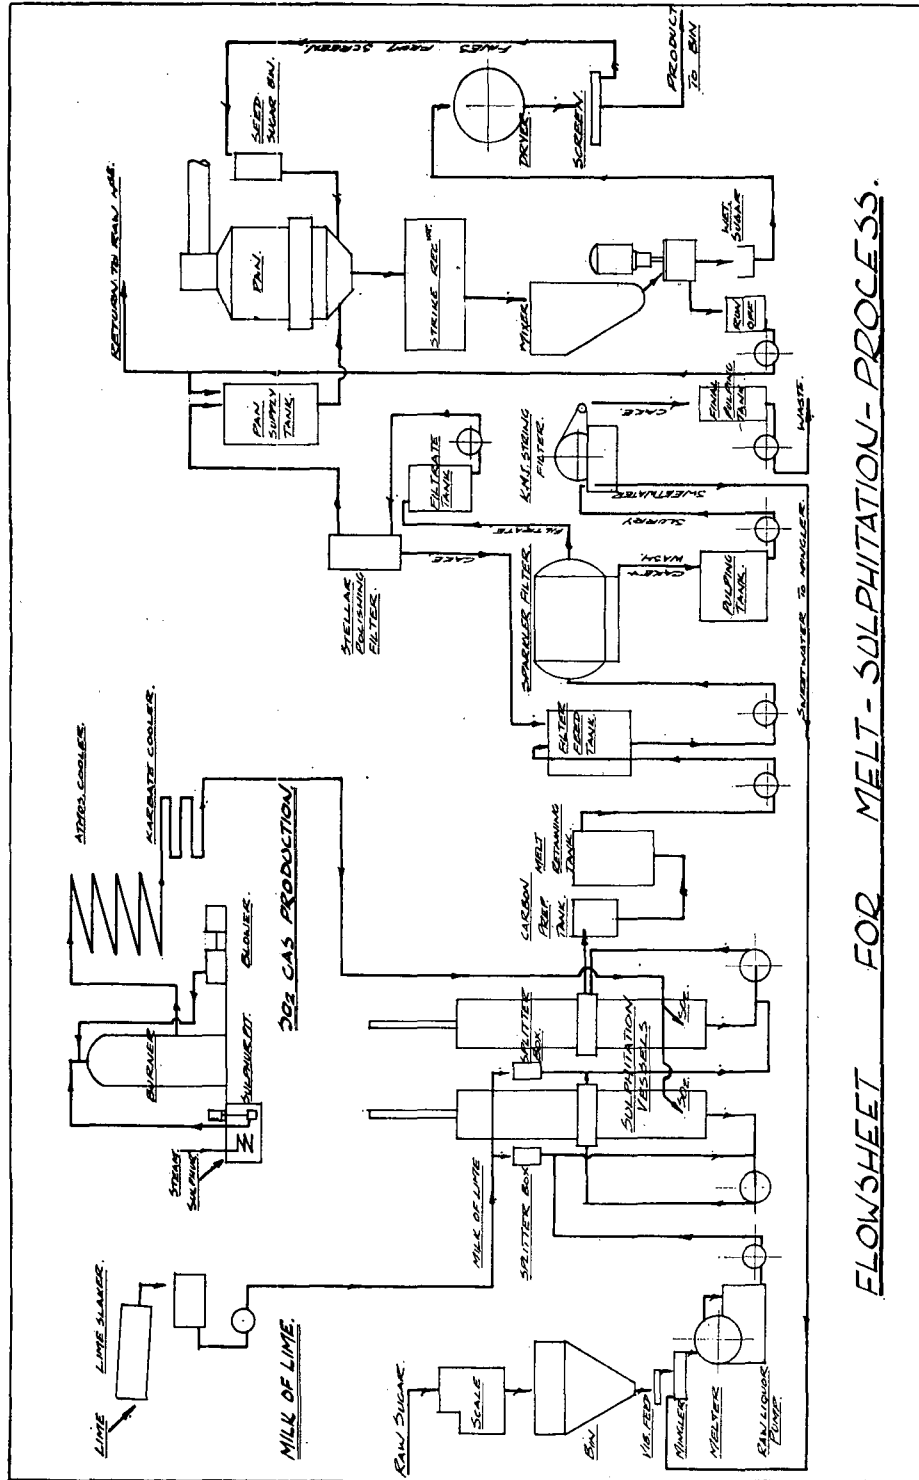 LIME
LIME SLAKER.
MILK OF LIME.
STEAM
SULPHUR
BURNER
SULPHUR PIT.
BLOWER
ATMOS COOLER.
KARBATE COOLER.
SO2 GAS PRODUCTION
RETURN TO RAW HSE.
PAN
SUPPLY
TANK.
PAN.
SEED
SUGAR BIN.
FINES FROM SCREEN.
STELLAR
POLISHING
FILTER.
CAKE
FILTRATE
TANK
FILTRATE
STRIKE RECVR.
MIXER
DRYER.
SCREEN.
PRODUCT
TO BIN
WET.
SUGAR
RUN
OFF
RAW SUGAR
SCALE
BIN
VIB. FEED
MINGLER
MELTER
RAW LIQUOR
PUMP.
MILK OF LIME
SPLITTER BOX
SPLITTER
BOX.
SULPHITATION
VESSELS
SO2.
SO2.
CARBON
PREP
TANK.
MELT
RETAINING
TANK.
FILTER
FEED
TANK.
SPARKLER FILTER
CAKE &
WASH.
PULPING
TANK.
SLURRY
SWEETWATER
K.M.S. STRING
FILTER.
CAKE
FINAL
PULPING
TANK.
WASTE.
SWEETWATER TO MINGLER.
FLOWSHEET FOR MELT-SULPHITATION-PROCESS.